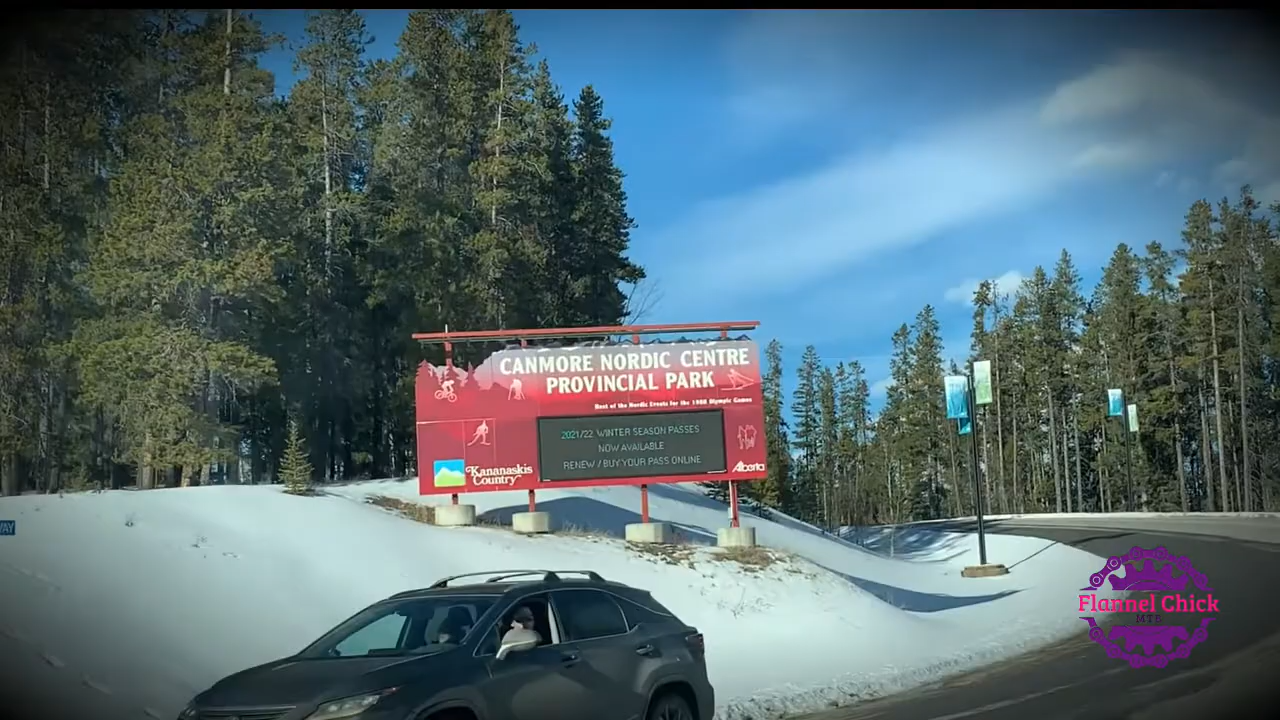 CANMORE NORDIC CENTRE
PROVINCIAL PARK
Host of the Nordic Events for the 1988 Olympic Games
2021/22 WINTER SEASON PASSES
NOW AVAILABLE
RENEW / BUY YOUR PASS ONLINE
Kananaskis
Country
Alberta
WAY
Flannel Chick
MTB